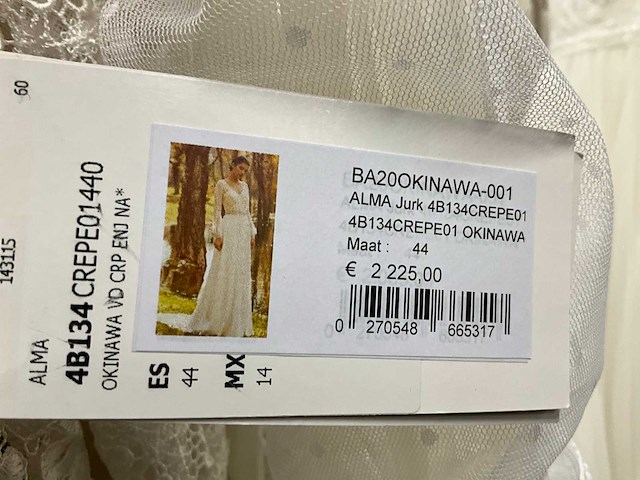 60
143115
ALMA
4B134 CREPE01440
OKINAWA VD CRP ENJ NA*
ES
44
MX
14
BA20OKINAWA-001
ALMA Jurk 4B134CREPE01
4B134CREPE01 OKINAWA
Maat : 44
€ 2 225,00
0 270548 665317